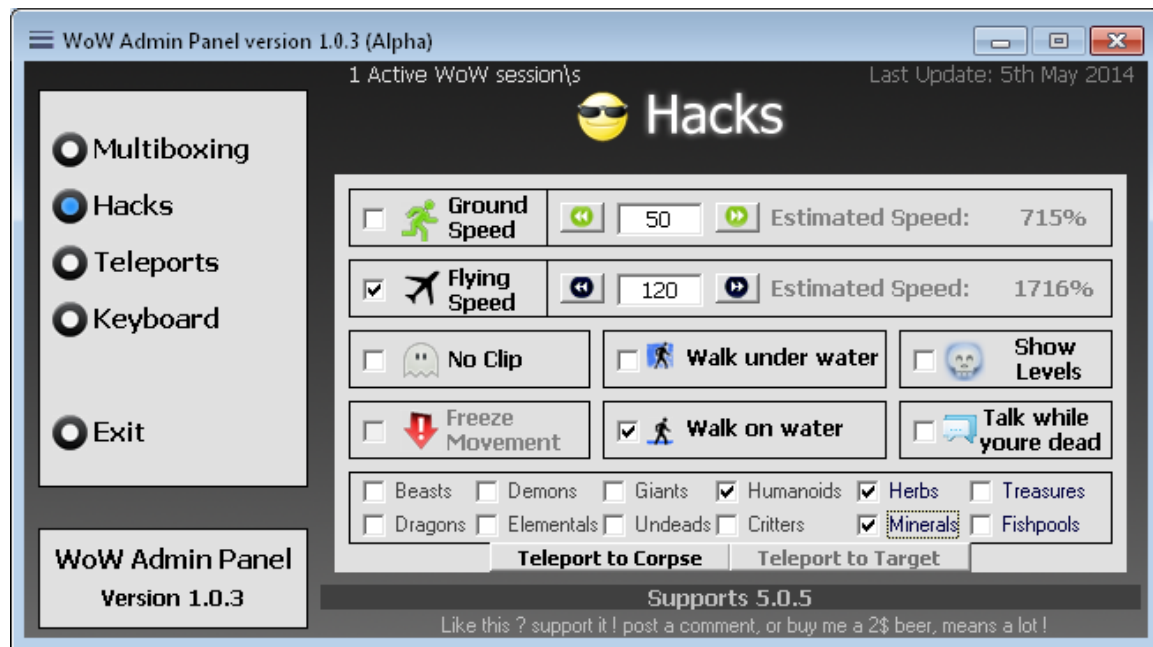 WoW Admin Panel version 1.0.3 (Alpha)
1 Active WoW session\s
Last Update: 5th May 2014
Hacks
Multiboxing
Hacks
Teleports
Keyboard
Exit
WoW Admin Panel
Version 1.0.3
Ground
Speed
50
Estimated Speed: 715%
Flying
Speed
120
Estimated Speed: 1716%
No Clip
Walk under water
Show
Levels
Freeze
Movement
Walk on water
Talk while
youre dead
Beasts Demons Giants Humanoids Herbs Treasures
Dragons Elementals Undeads Critters Minerals Fishpools
Teleport to Corpse Teleport to Target
Supports 5.0.5
Like this ? support it ! post a comment, or buy me a 2$ beer, means a lot !